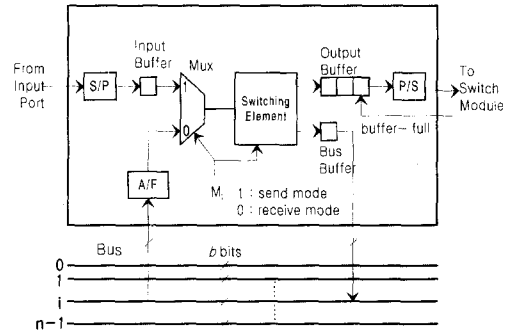 From
Input
Port
S/P
Input
Buffer
Mux
1
0
Switching
Element
Output
Buffer
P/S
To
Switch
Module
buffer-full
Bus
Buffer
A/F
M
1 : send mode
0 : receive mode
Bus
b bits
0
1
i
n-1